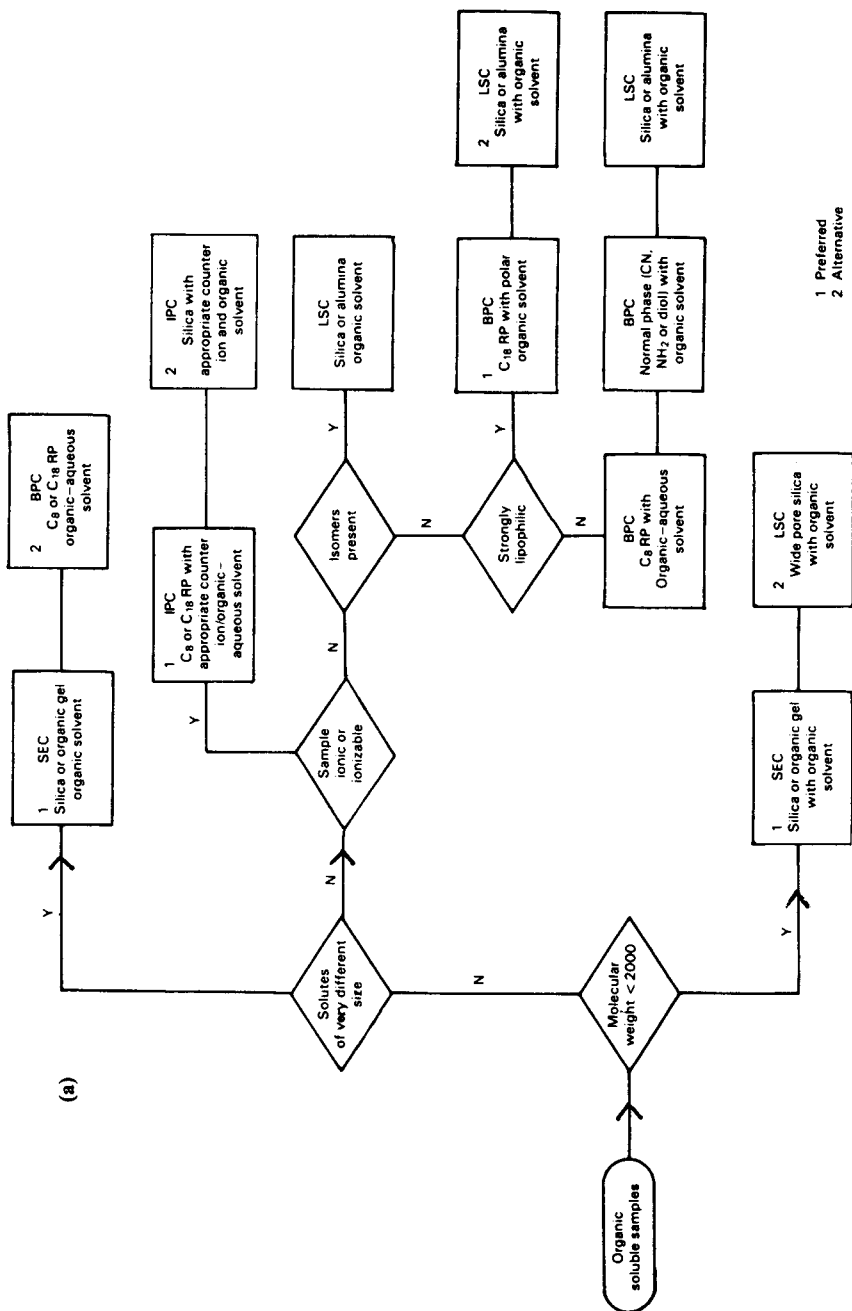 (a)
Organic
soluble samples
Molecular
weight < 2000
N
Y
Solutes
of very different
size
Y
N
1
SEC
Silica or organic gel
organic solvent
2
BPC
C₈ or C₁₈ RP
organic–aqueous
solvent
Sample
ionic or
ionizable
Y
N
1
IPC
C₈ or C₁₈ RP with
appropriate counter
ion/organic–
aqueous solvent
2
IPC
Silica with
appropriate counter
ion and organic
solvent
Isomers
present
Y
N
LSC
Silica or alumina
organic solvent
Strongly
lipophilic
Y
N
1
BPC
C₁₈ RP with polar
organic solvent
2
LSC
Silica or alumina
with organic
solvent
BPC
C₈ RP with
Organic–aqueous
solvent
BPC
Normal phase (CN,
NH₂ or diol) with
organic solvent
LSC
Silica or alumina
with organic
solvent
1
SEC
Silica or organic gel
with organic
solvent
2
LSC
Wide pore silica
with organic
solvent
1 Preferred
2 Alternative